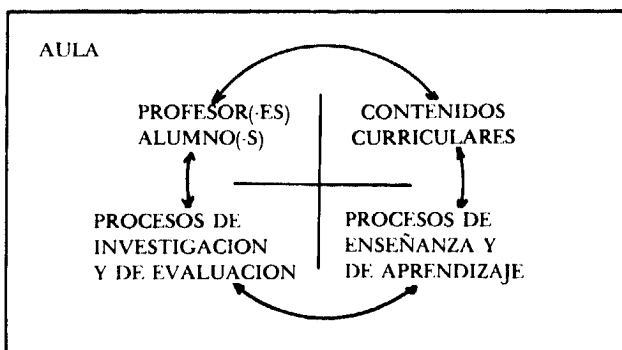 AULA
PROFESOR(·ES)
ALUMNO(·S)
CONTENIDOS
CURRICULARES
PROCESOS DE
INVESTIGACION
Y DE EVALUACION
PROCESOS DE
ENSEÑANZA Y
DE APRENDIZAJE